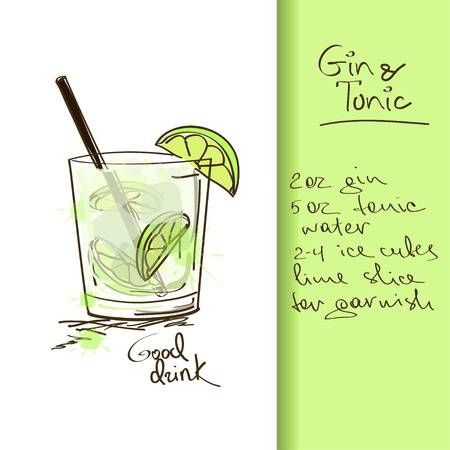 Gin &
Tonic
2 oz gin
5 oz tonic
water
2-4 ice cubes
lime slice
for garnish
Good
drink